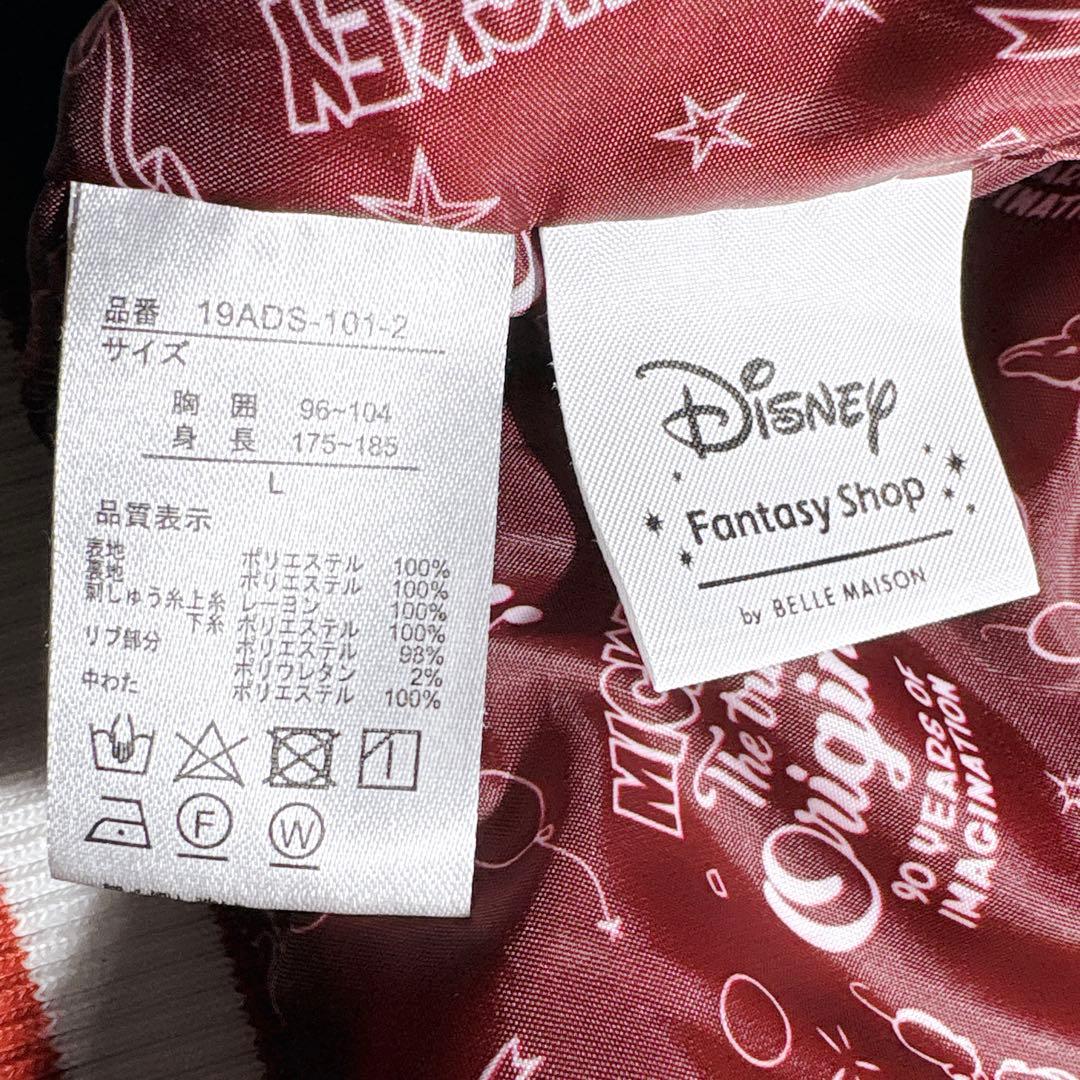 品番 19ADS-101-2
サイズ
胸囲 96~104
身長 175~185
L
品質表示
表地 ポリエステル 100%
裏地 ポリエステル 100%
刺しゅう糸上糸 レーヨン 100%
下糸 ポリエステル 100%
リブ部分 ポリエステル 98%
ポリウレタン 2%
中わた ポリエステル 100%
F W
Disney
Fantasy Shop
by BELLE MAISON
The
Origin
90 YEARS OF
IMAGINATION